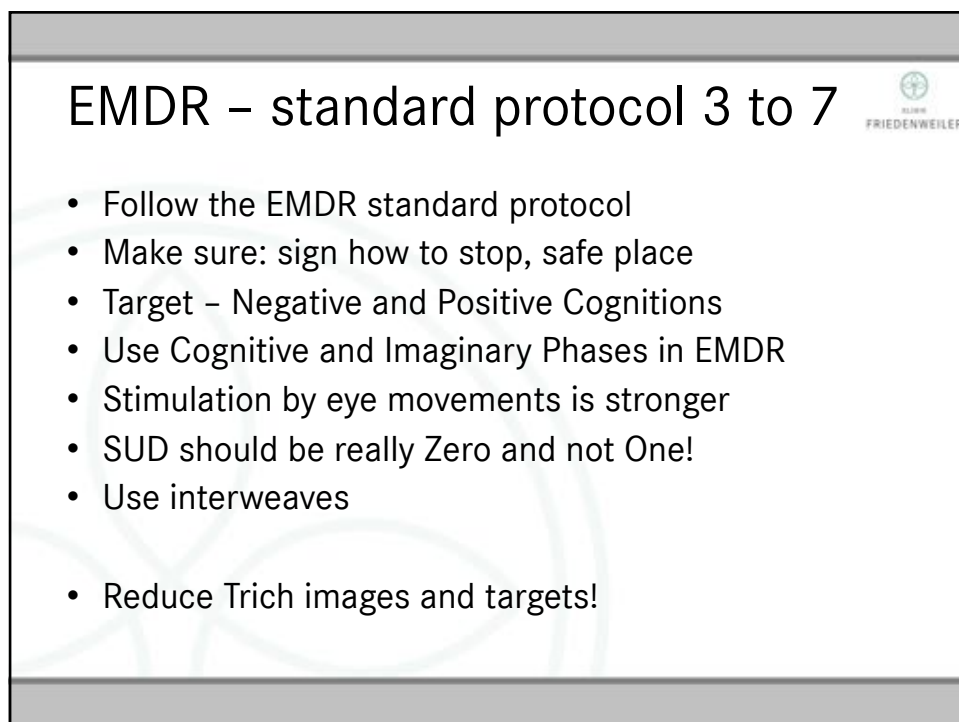 EMDR – standard protocol 3 to 7
KLINIK
FRIEDENWEILER
• Follow the EMDR standard protocol
• Make sure: sign how to stop, safe place
• Target – Negative and Positive Cognitions
• Use Cognitive and Imaginary Phases in EMDR
• Stimulation by eye movements is stronger
• SUD should be really Zero and not One!
• Use interweaves
• Reduce Trich images and targets!